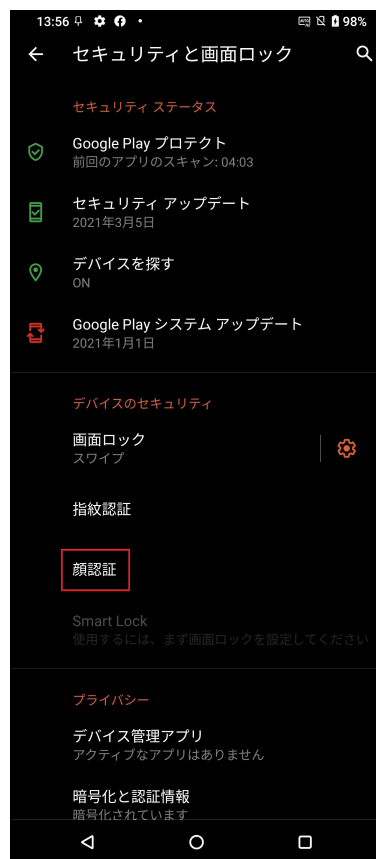 13:56
98%
セキュリティと画面ロック
セキュリティ ステータス
Google Play プロテクト
前回のアプリのスキャン: 04:03
セキュリティ アップデート
2021年3月5日
デバイスを探す
ON
Google Play システム アップデート
2021年1月1日
デバイスのセキュリティ
画面ロック
スワイプ
指紋認証
顔認証
Smart Lock
使用するには、まず画面ロックを設定してください
プライバシー
デバイス管理アプリ
アクティブなアプリはありません
暗号化と認証情報
暗号化されています